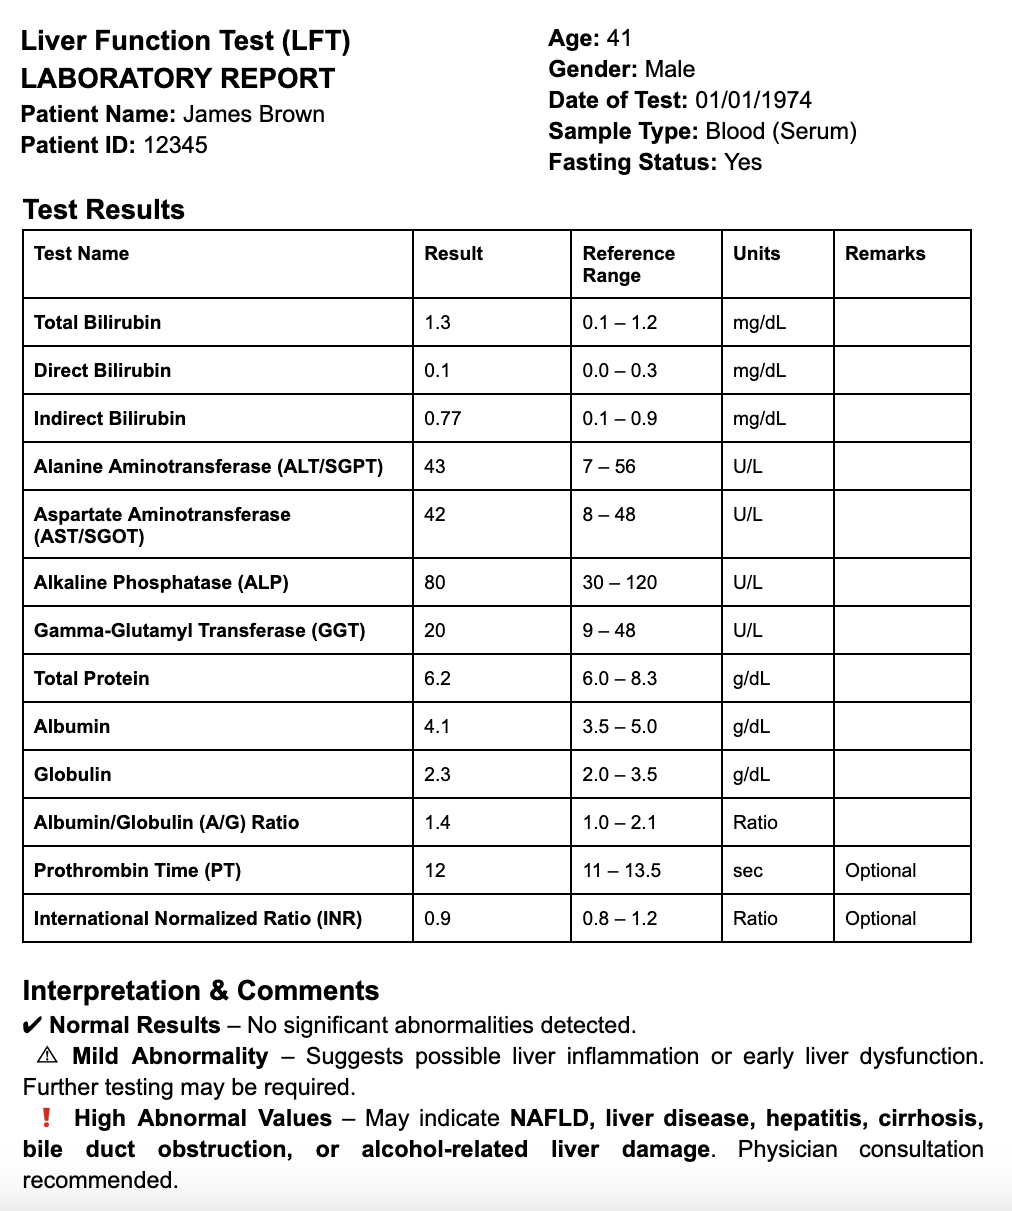 Liver Function Test (LFT)
LABORATORY REPORT
Patient Name: James Brown
Patient ID: 12345
Age: 41
Gender: Male
Date of Test: 01/01/1974
Sample Type: Blood (Serum)
Fasting Status: Yes
Test Results
Test Name Result Reference Range Units Remarks
Total Bilirubin 1.3 0.1 – 1.2 mg/dL
Direct Bilirubin 0.1 0.0 – 0.3 mg/dL
Indirect Bilirubin 0.77 0.1 – 0.9 mg/dL
Alanine Aminotransferase (ALT/SGPT) 43 7 – 56 U/L
Aspartate Aminotransferase (AST/SGOT) 42 8 – 48 U/L
Alkaline Phosphatase (ALP) 80 30 – 120 U/L
Gamma-Glutamyl Transferase (GGT) 20 9 – 48 U/L
Total Protein 6.2 6.0 – 8.3 g/dL
Albumin 4.1 3.5 – 5.0 g/dL
Globulin 2.3 2.0 – 3.5 g/dL
Albumin/Globulin (A/G) Ratio 1.4 1.0 – 2.1 Ratio
Prothrombin Time (PT) 12 11 – 13.5 sec Optional
International Normalized Ratio (INR) 0.9 0.8 – 1.2 Ratio Optional
Interpretation & Comments
✔ Normal Results – No significant abnormalities detected.
⚠ Mild Abnormality – Suggests possible liver inflammation or early liver dysfunction.
Further testing may be required.
❗ High Abnormal Values – May indicate NAFLD, liver disease, hepatitis, cirrhosis,
bile duct obstruction, or alcohol-related liver damage. Physician consultation
recommended.